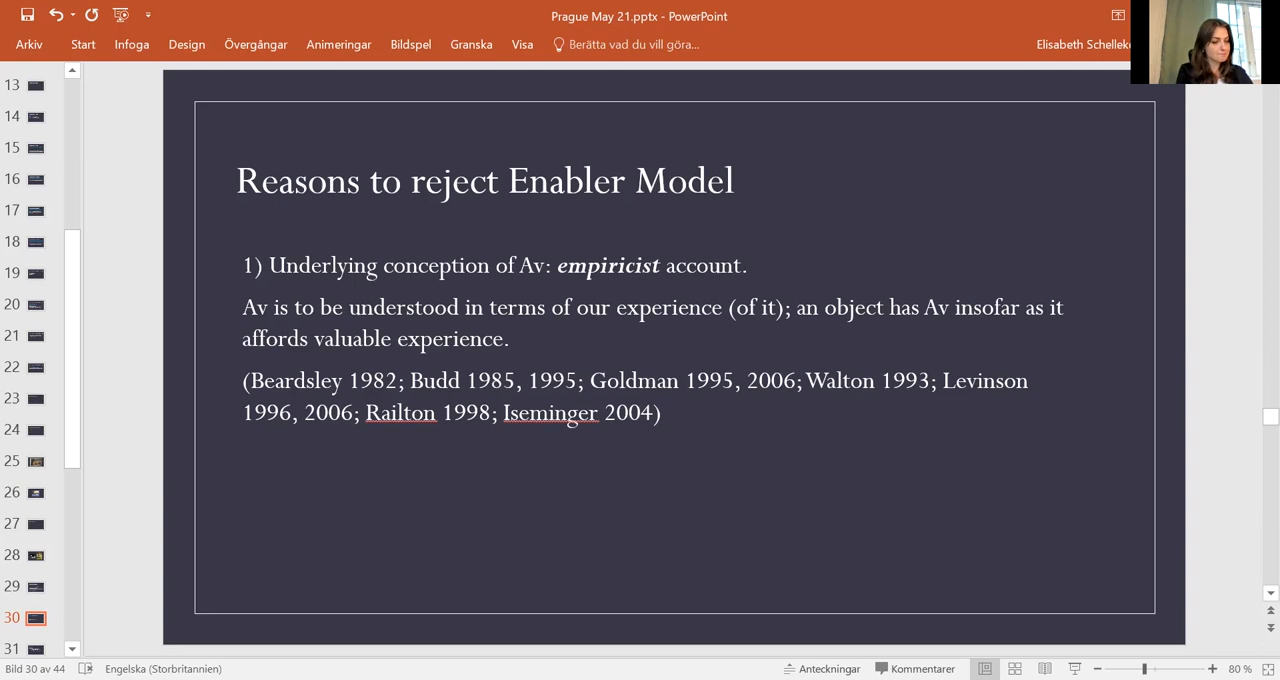 Prague May 21.pptx - PowerPoint
Arkiv Start Infoga Design Övergångar Animeringar Bildspel Granska Visa Berätta vad du vill göra... Elisabeth
13
14
15
16
17
18
19
20
21
22
23
24
25
26
27
28
29
30
31
Reasons to reject Enabler Model
1) Underlying conception of Av: empiricist account.
Av is to be understood in terms of our experience (of it); an object has Av insofar as it
affords valuable experience.
(Beardsley 1982; Budd 1985, 1995; Goldman 1995, 2006; Walton 1993; Levinson
1996, 2006; Railton 1998; Iseminger 2004)
Bild 30 av 44 Engelska (Storbritannien) Anteckningar Kommentarer 80 %